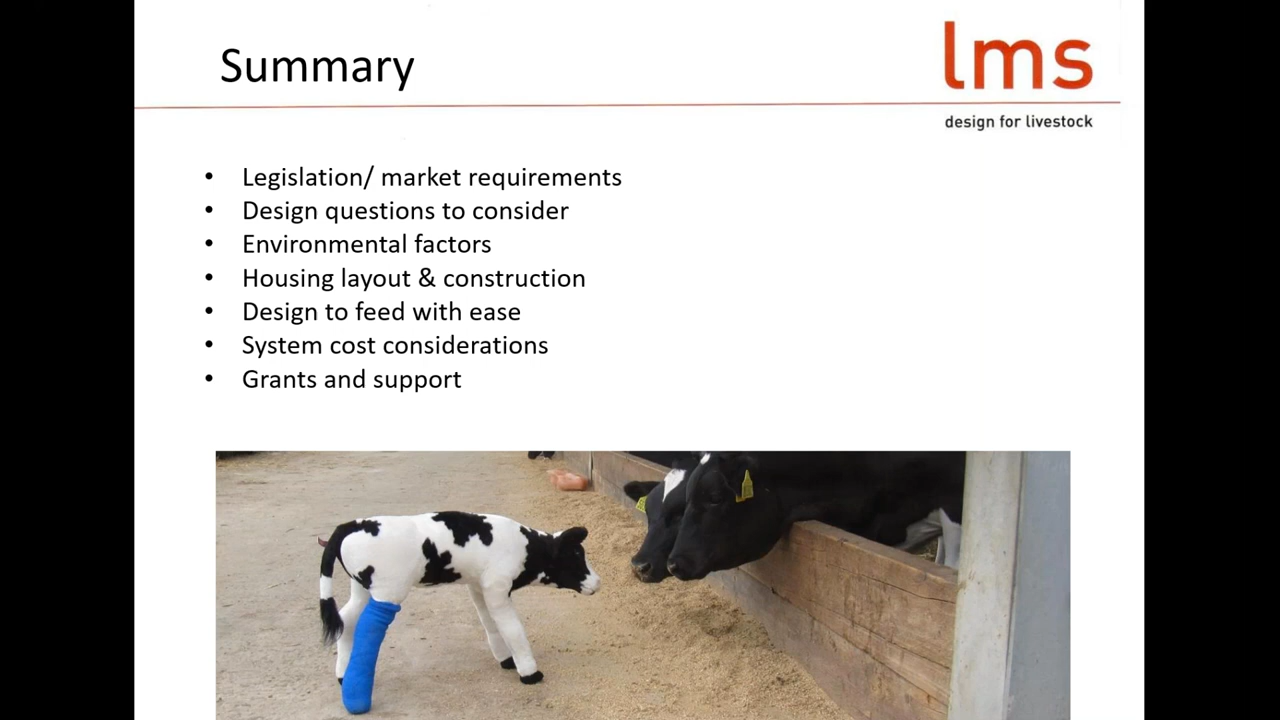 Summary
lms
design for livestock
• Legislation/ market requirements
• Design questions to consider
• Environmental factors
• Housing layout & construction
• Design to feed with ease
• System cost considerations
• Grants and support